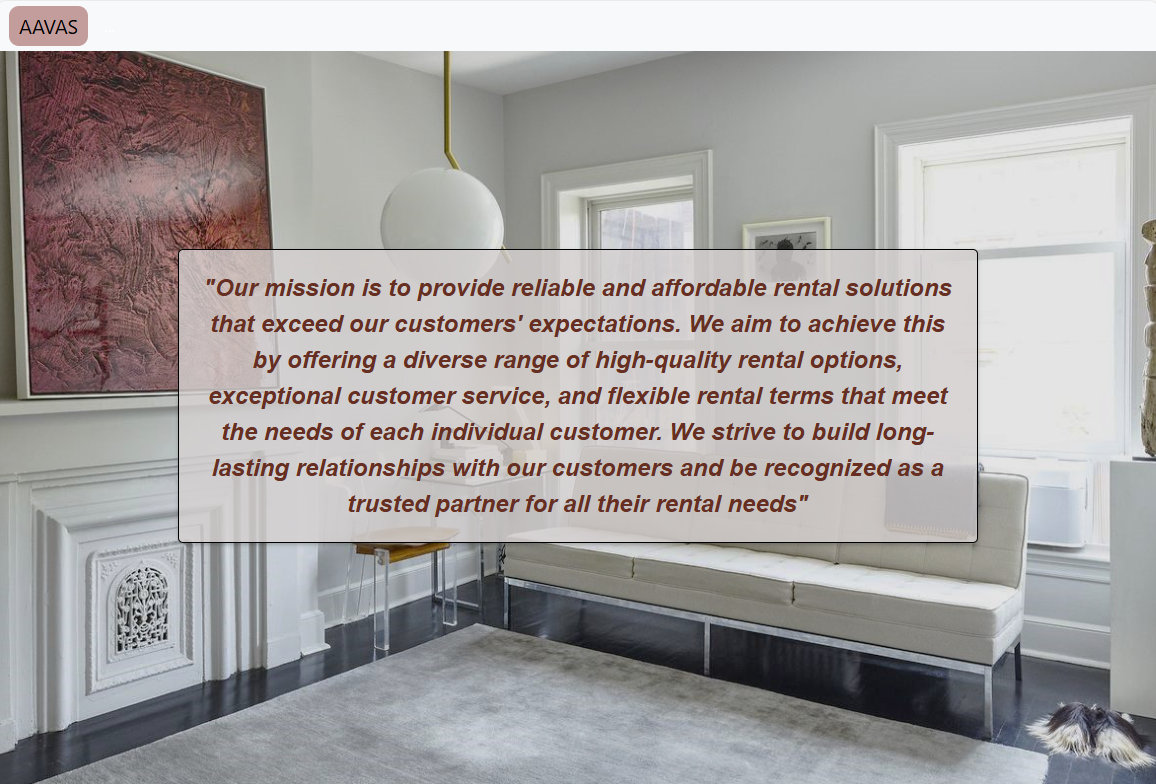 AAVAS
"Our mission is to provide reliable and affordable rental solutions
that exceed our customers' expectations. We aim to achieve this
by offering a diverse range of high-quality rental options,
exceptional customer service, and flexible rental terms that meet
the needs of each individual customer. We strive to build long-
lasting relationships with our customers and be recognized as a
trusted partner for all their rental needs"